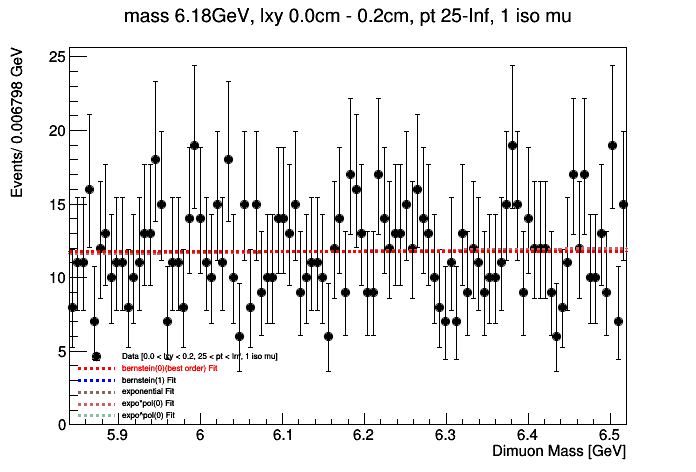 mass 6.18GeV, lxy 0.0cm - 0.2cm, pt 25-Inf, 1 iso mu
Events/ 0.006798 GeV
25
20
15
10
5
0
Data [0.0 < lxy < 0.2, 25 < pt < Inf, 1 iso mu]
bernstein(0)(best order) Fit
bernstein(1) Fit
exponential Fit
expo*pol(0) Fit
expo^pol(0) Fit
5.9 6 6.1 6.2 6.3 6.4 6.5
Dimuon Mass [GeV]